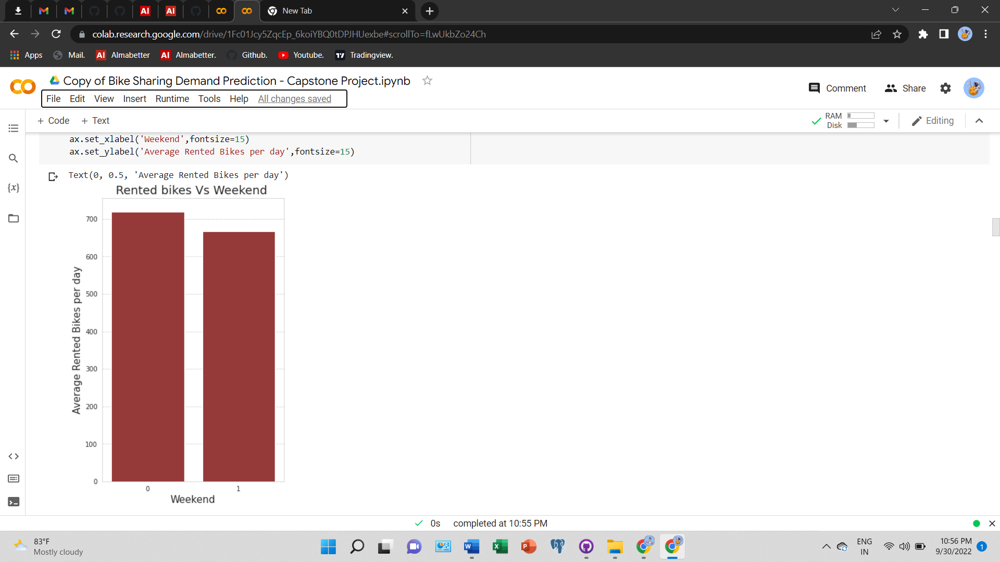 New Tab
colab.research.google.com/drive/1Fc01Jcy5ZqcEp_6koiYBQ0tDPJHUexbe#scrollTo=fLwUkbZo24Ch
Apps Mail. AI Almabetter AI Almabetter. Github. Youtube. Tradingview.
Copy of Bike Sharing Demand Prediction - Capstone Project.ipynb
Comment Share
File Edit View Insert Runtime Tools Help All changes saved
+ Code + Text
RAM
Disk
Editing
ax.set_xlabel('Weekend',fontsize=15)
ax.set_ylabel('Average Rented Bikes per day',fontsize=15)
Text(0, 0.5, 'Average Rented Bikes per day')
Rented bikes Vs Weekend
700
600
500
400
300
200
100
0
Average Rented Bikes per day
0 1
Weekend
0s completed at 10:55 PM
83°F
Mostly cloudy
ENG
IN
10:56 PM
9/30/2022
1